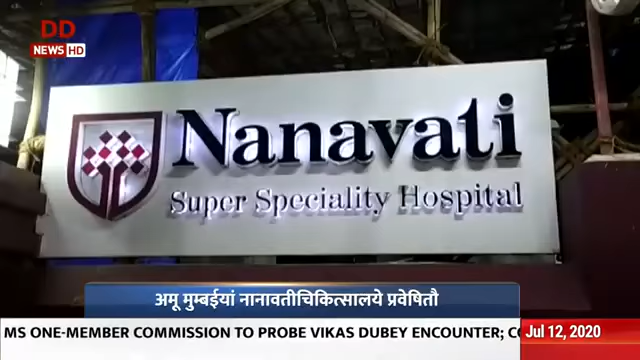 DD
NEWS HD
Nanavati
Super Speciality Hospital
अमू मुम्बईयां नानावतीचिकित्सालये प्रवेषितौ
MS ONE-MEMBER COMMISSION TO PROBE VIKAS DUBEY ENCOUNTER;
Jul 12, 2020